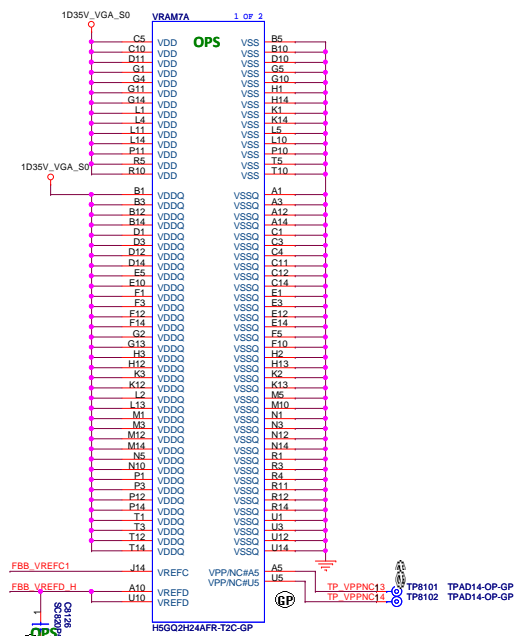 1D35V_VGA_S0
VRAM7A 1 OF 2
OPS
C5 VDD VSS B5
C10 VDD VSS B10
D11 VDD VSS D10
G1 VDD VSS G5
G4 VDD VSS G10
G11 VDD VSS H1
G14 VDD VSS H14
L1 VDD VSS K1
L4 VDD VSS K14
L11 VDD VSS L5
L14 VDD VSS L10
P11 VDD VSS P10
R5 VDD VSS T5
R10 VDD VSS T10
1D35V_VGA_S0
B1 VDDQ VSSQ A1
B3 VDDQ VSSQ A3
B12 VDDQ VSSQ A12
B14 VDDQ VSSQ A14
D1 VDDQ VSSQ C1
D3 VDDQ VSSQ C3
D12 VDDQ VSSQ C4
D14 VDDQ VSSQ C11
E5 VDDQ VSSQ C12
E10 VDDQ VSSQ C14
F1 VDDQ VSSQ E1
F3 VDDQ VSSQ E3
F12 VDDQ VSSQ E12
F14 VDDQ VSSQ E14
G2 VDDQ VSSQ F5
G13 VDDQ VSSQ F10
H3 VDDQ VSSQ H2
H12 VDDQ VSSQ H13
K3 VDDQ VSSQ K2
K12 VDDQ VSSQ K13
L2 VDDQ VSSQ M5
L13 VDDQ VSSQ M10
M1 VDDQ VSSQ N1
M3 VDDQ VSSQ N3
M12 VDDQ VSSQ N12
M14 VDDQ VSSQ N14
N5 VDDQ VSSQ R1
N10 VDDQ VSSQ R3
P1 VDDQ VSSQ R4
P3 VDDQ VSSQ R11
P12 VDDQ VSSQ R12
P14 VDDQ VSSQ R14
T1 VDDQ VSSQ U1
T3 VDDQ VSSQ U3
T12 VDDQ VSSQ U12
T14 VDDQ VSSQ U14
FBB_VREFC1 J14 VREFC VPP/NC#A5 A5
VPP/NC#U5 U5
FBB_VREFD_H A10 VREFD TP_VPPNC13 TP8101 TPAD14-OP-GP
U10 VREFD GP TP_VPPNC14 TP8102 TPAD14-OP-GP
H5GQ2H24AFR-T2C-GP
1
C8126
OPS